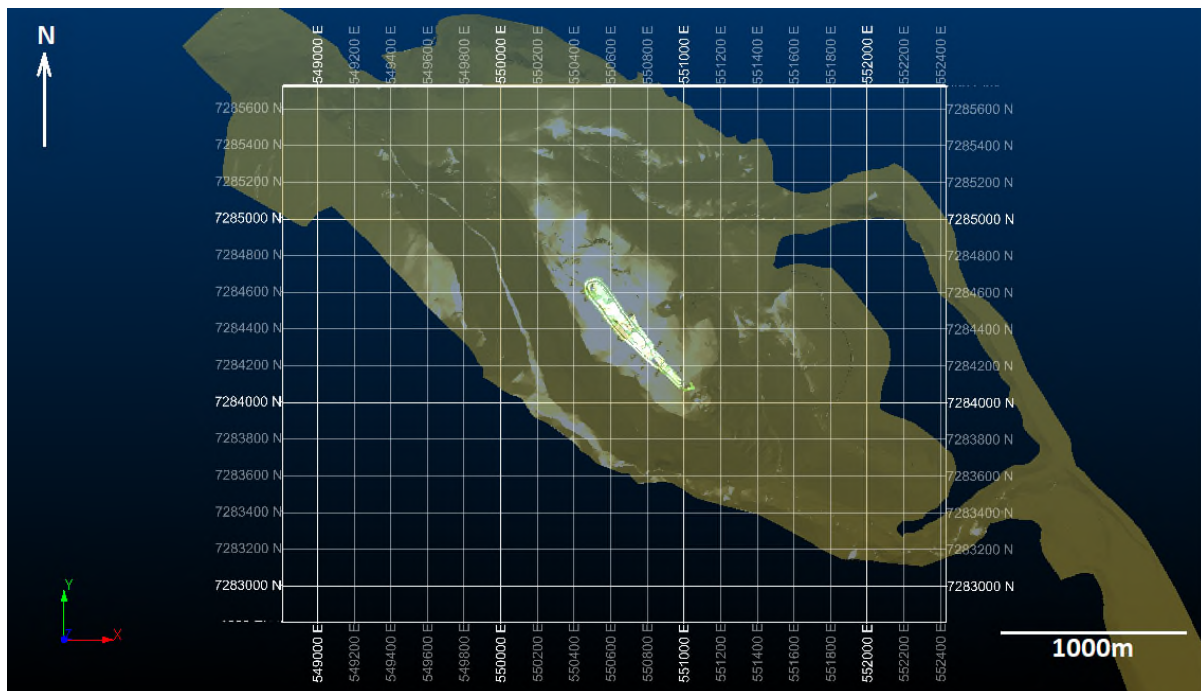 N
549000 E
549200 E
549400 E
549600 E
549800 E
550000 E
550200 E
550400 E
550600 E
550800 E
551000 E
551200 E
551400 E
551600 E
551800 E
552000 E
552200 E
552400 E
7285600 N 7285600 N
7285400 N 7285400 N
7285200 N 7285200 N
7285000 N 7285000 N
7284800 N 7284800 N
7284600 N 7284600 N
7284400 N 7284400 N
7284200 N 7284200 N
7284000 N 7284000 N
7283800 N 7283800 N
7283600 N 7283600 N
7283400 N 7283400 N
7283200 N 7283200 N
7283000 N 7283000 N
Y
X
549000 E
549200 E
549400 E
549600 E
549800 E
550000 E
550200 E
550400 E
550600 E
550800 E
551000 E
551200 E
551400 E
551600 E
551800 E
552000 E
552200 E
552400 E
1000m